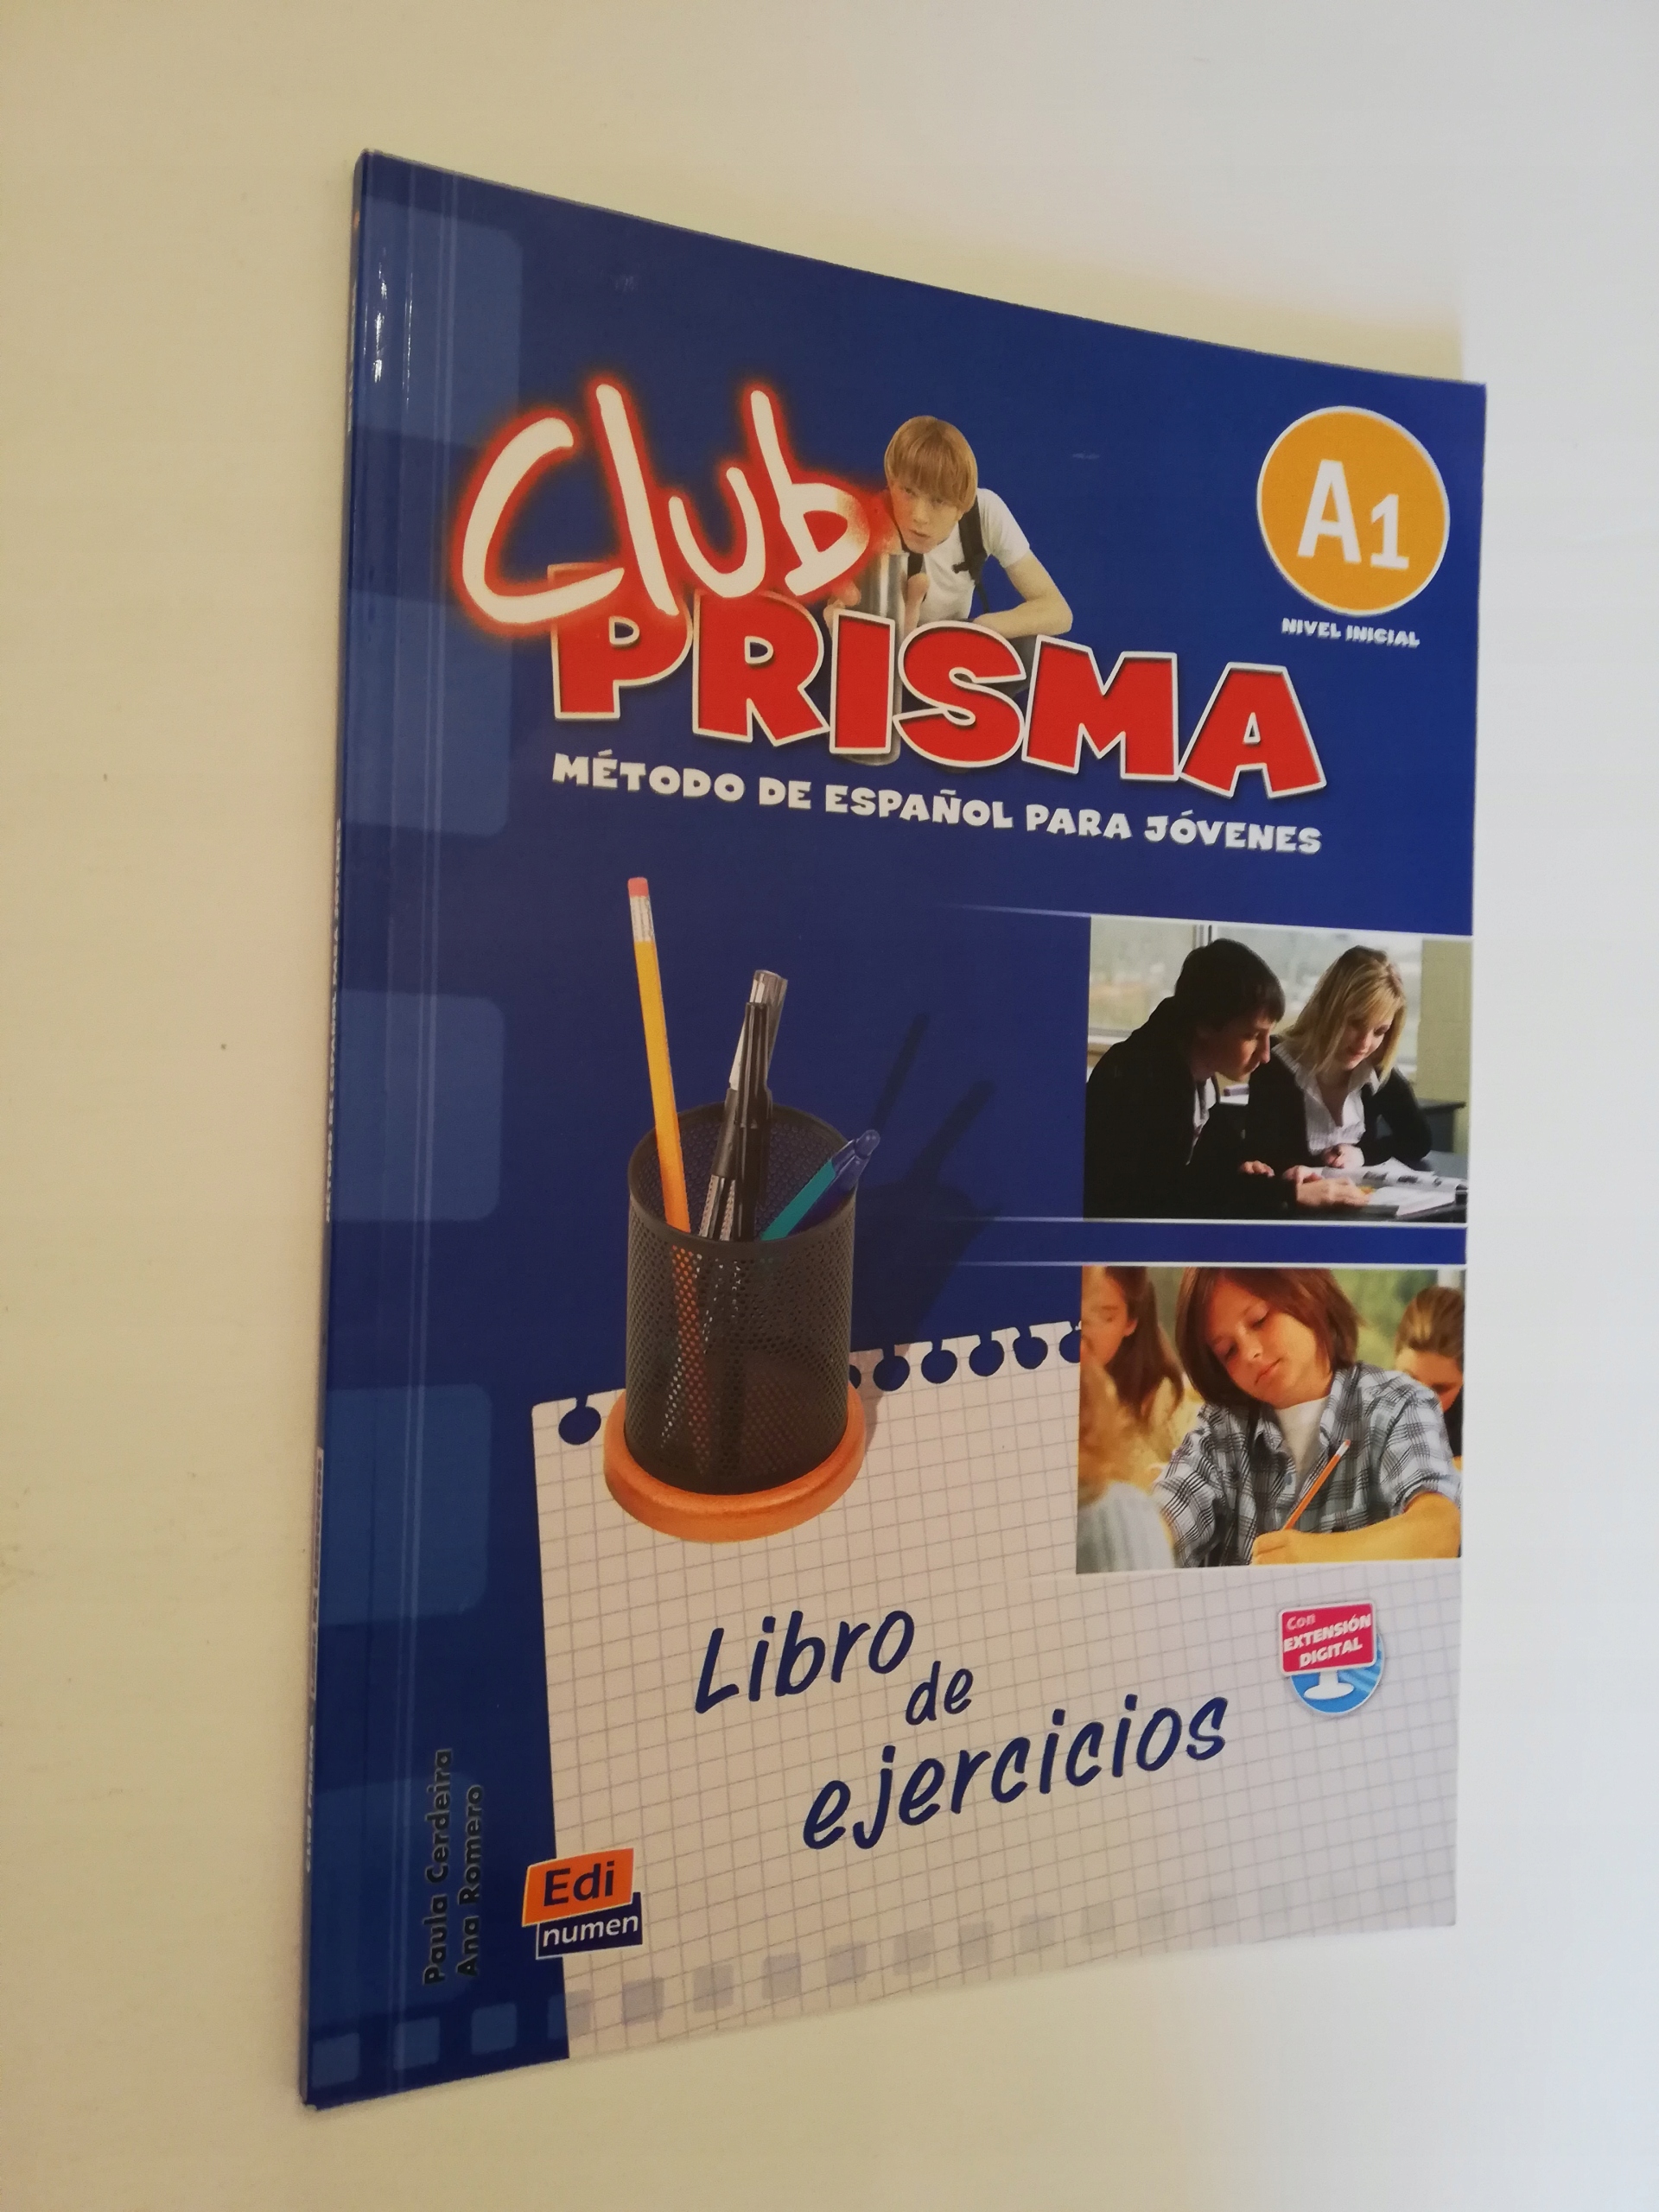 Club
PRISMA
MÉTODO DE ESPAÑOL PARA JÓVENES
A1
NIVEL INICIAL
Libro
de
ejercicios
Con
EXTENSIÓN
DIGITAL
Paula Cerdeira
Ana Romero
Edi
numen